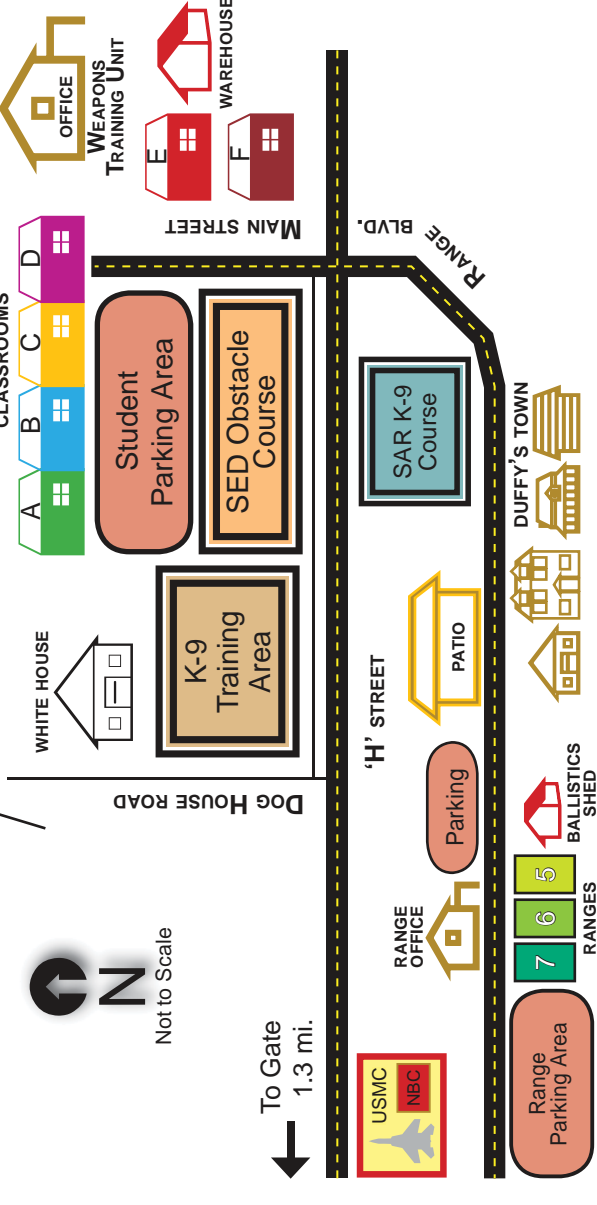 CLASSROOMS
A
B
C
D
OFFICE
WEAPONS
TRAINING UNIT
E
F
WAREHOUSE
WHITE HOUSE
Student
Parking Area
MAIN STREET
K-9
Training
Area
SED Obstacle
Course
DOG HOUSE ROAD
N
Not to Scale
To Gate
1.3 mi.
'H' STREET
RANGE BLVD.
USMC
NBC
RANGE
OFFICE
Parking
PATIO
SAR K-9
Course
Range
Parking Area
7
6
5
RANGES
BALLISTICS
SHED
DUFFY'S TOWN